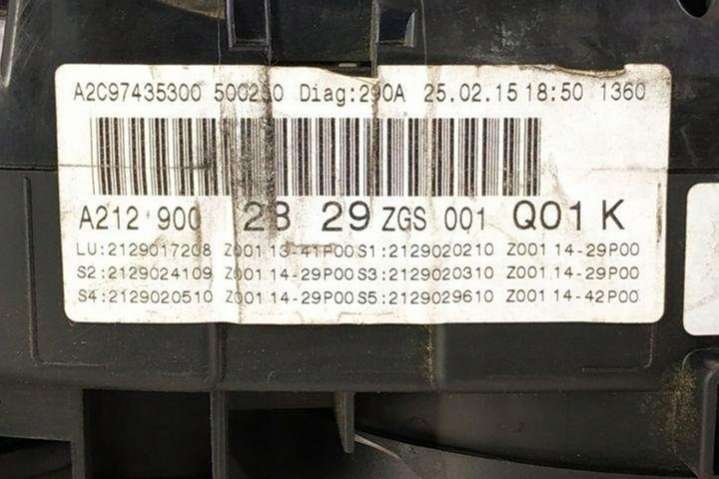 A2C97435300 500250 Diag:290A 25.02.15 18:50 1360
A212 900 28 29 ZGS 001 Q01 K
LU:2129017208 Z001 13-41P00 S1:2129020210 Z001 14-29P00
S2:2129024109 Z001 14-29P00 S3:2129020310 Z001 14-29P00
S4:2129020510 Z001 14-29P00 S5:2129029610 Z001 14-42P00